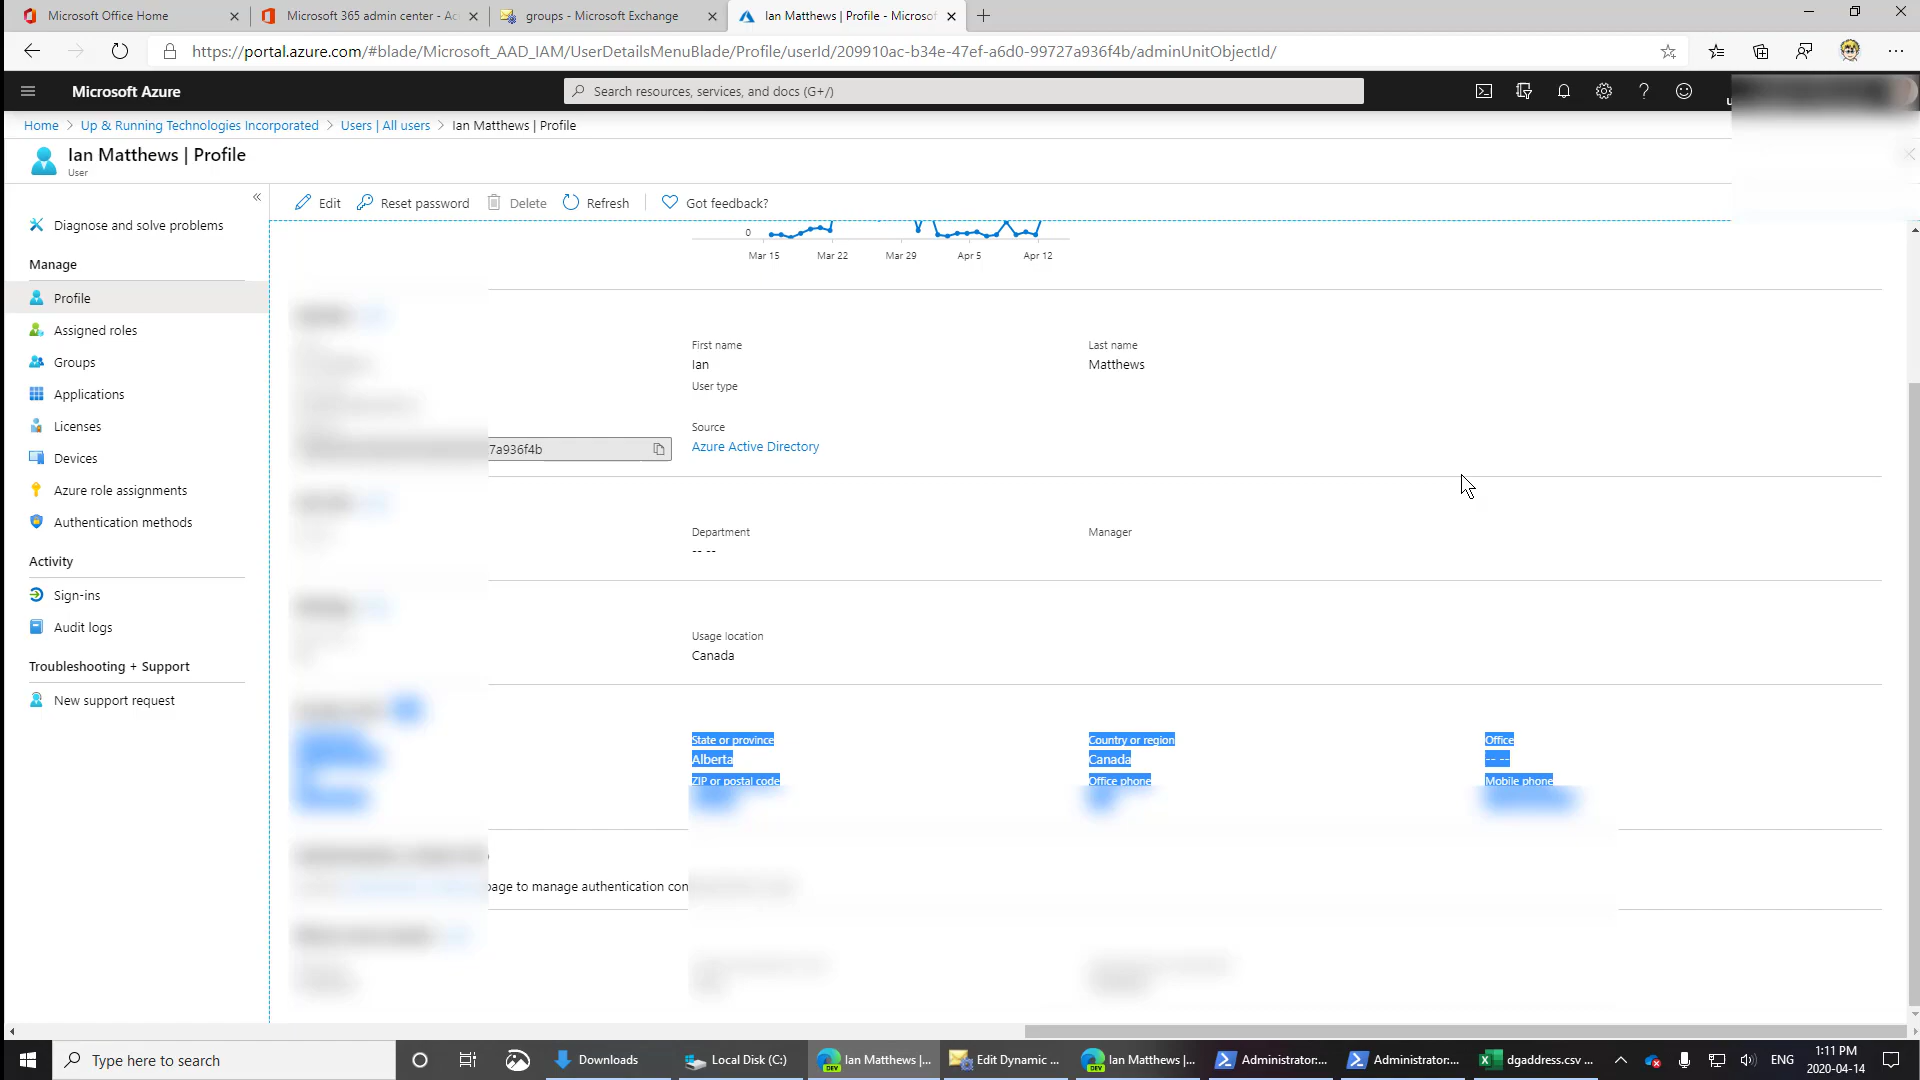 Microsoft Office Home
Microsoft 365 admin center - Ac
groups - Microsoft Exchange
Ian Matthews | Profile - Microsof
https://portal.azure.com/#blade/Microsoft_AAD_IAM/UserDetailsMenuBlade/Profile/userId/209910ac-b34e-47ef-a6d0-99727a936f4b/adminUnitObjectId/
Microsoft Azure
Search resources, services, and docs (G+/)
Home > Up & Running Technologies Incorporated > Users | All users > Ian Matthews | Profile
Ian Matthews | Profile
User
Diagnose and solve problems
Manage
Profile
Assigned roles
Groups
Applications
Licenses
Devices
Azure role assignments
Authentication methods
Activity
Sign-ins
Audit logs
Troubleshooting + Support
New support request
Edit
Reset password
Delete
Refresh
Got feedback?
0
Mar 15
Mar 22
Mar 29
Apr 5
Apr 12
First name
Ian
Last name
Matthews
User type
Source
Azure Active Directory
7a936f4b
Department
-- --
Manager
Usage location
Canada
State or province
Alberta
Country or region
Canada
Office
-- --
ZIP or postal code
Office phone
Mobile phone
page to manage authentication con
Type here to search
Downloads
Local Disk (C:)
Ian Matthews |...
Edit Dynamic ...
Ian Matthews |...
Administrator:...
Administrator:...
dgaddress.csv ...
ENG
1:11 PM
2020-04-14